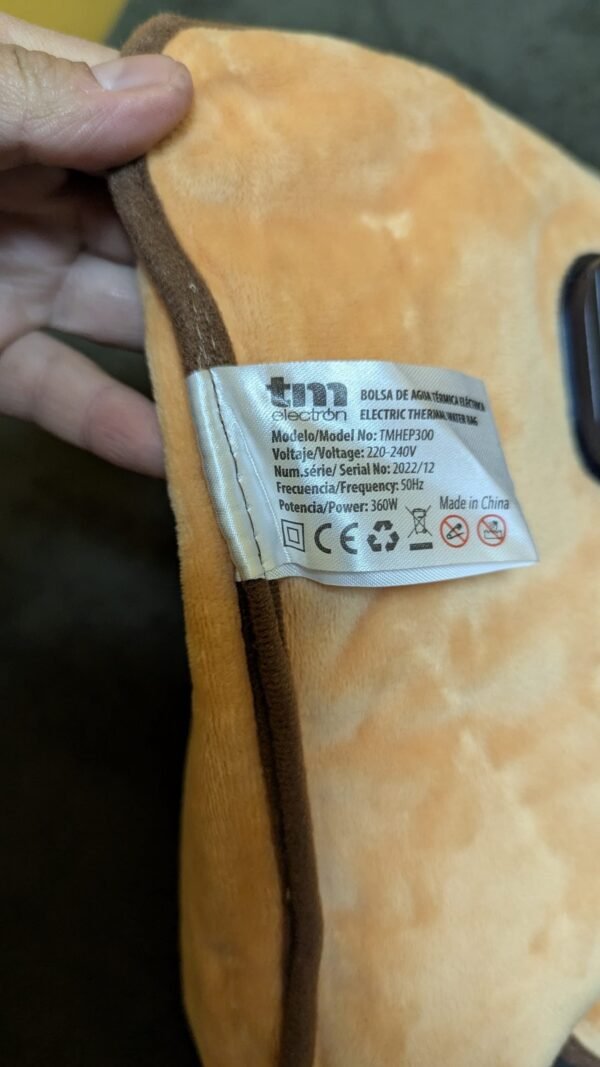 tm
electrón
BOLSA DE AGUA TÉRMICA ELÉCTRICA
ELECTRIC THERMAL WATER BAG
Modelo/Model No: TMHEP300
Voltaje/Voltage: 220-240V
Num.série/ Serial No: 2022/12
Frecuencia/Frequency: 50Hz
Potencia/Power: 360W
Made in China
CE